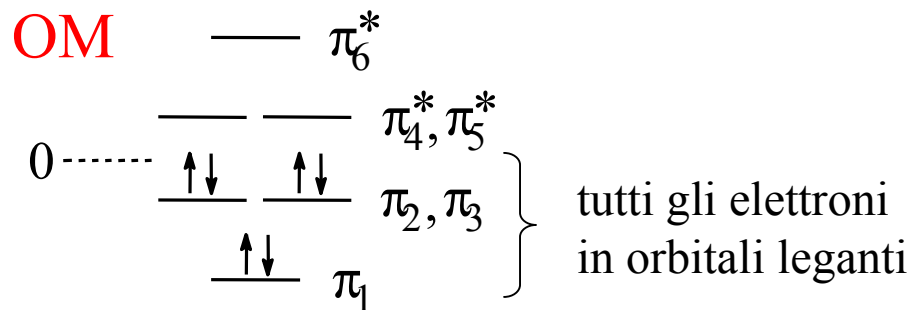 OM
π6*
π4*, π5*
0
π2, π3
π1
tutti gli elettroni
in orbitali leganti